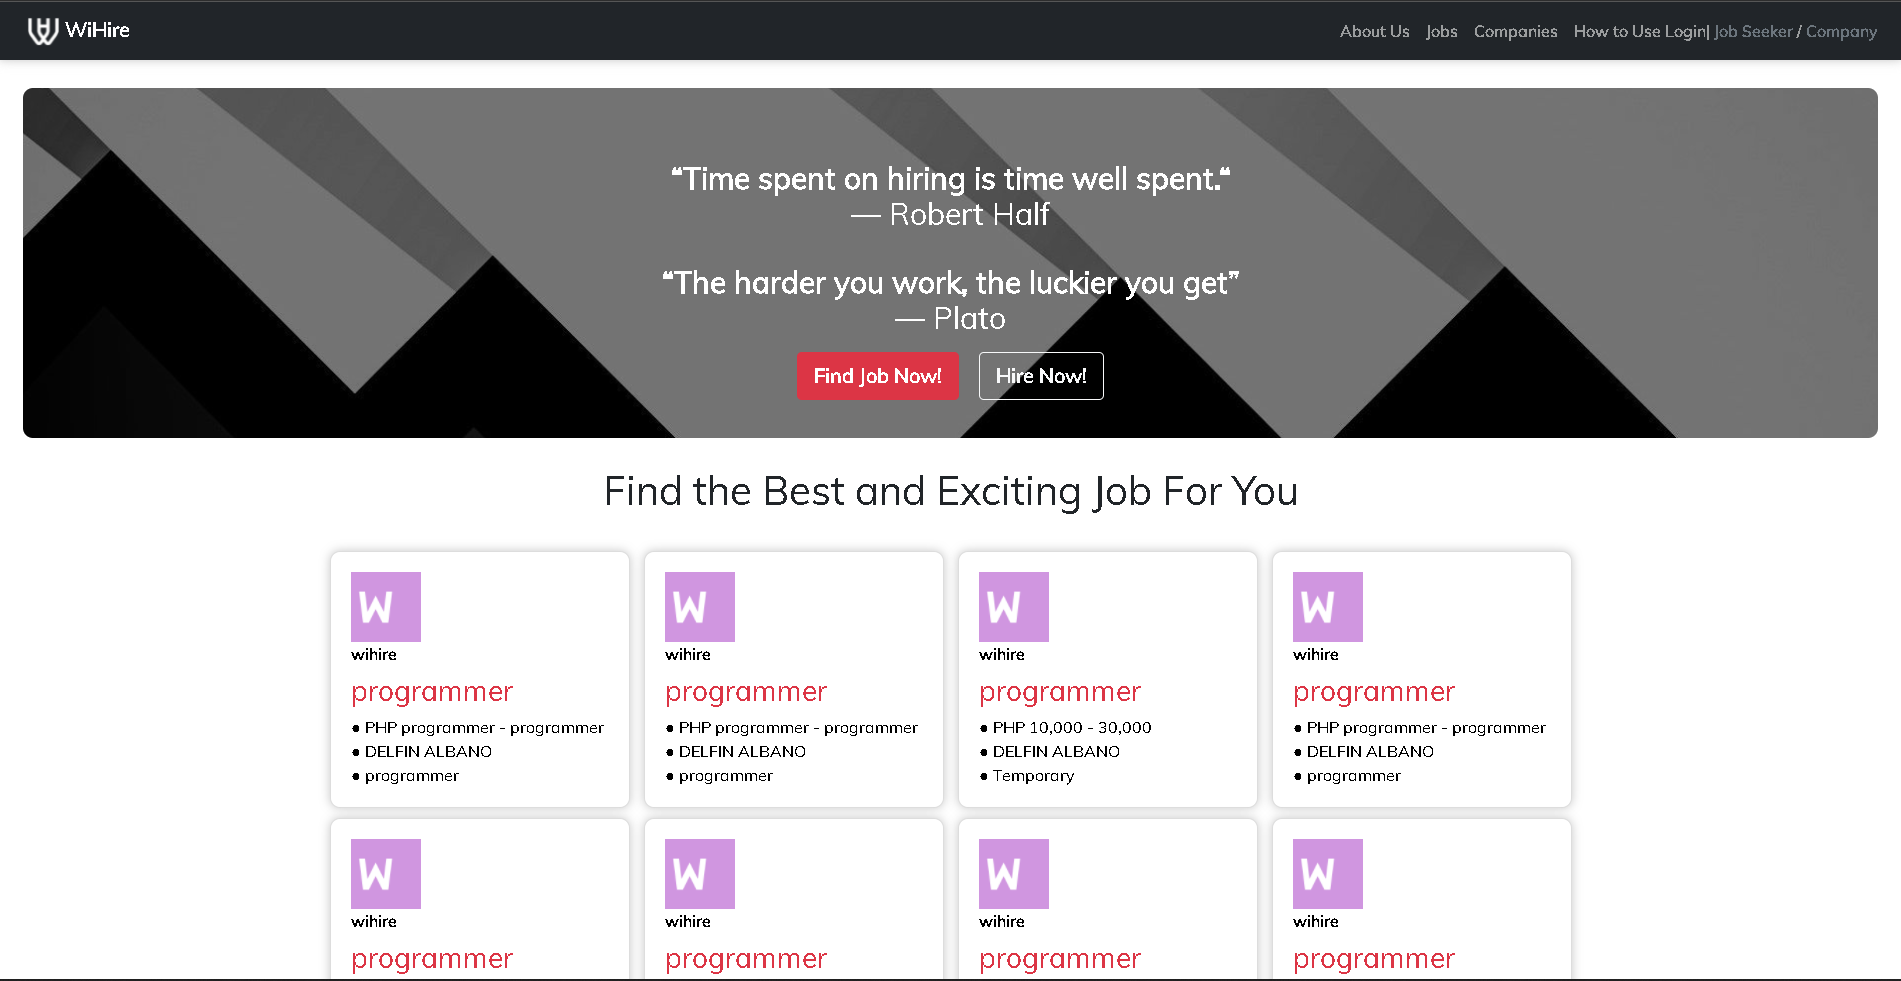 WiHire
About Us Jobs Companies How to Use Login| Job Seeker / Company
❝Time spent on hiring is time well spent.❝
— Robert Half
❝The harder you work, the luckier you get❞
— Plato
Find Job Now! Hire Now!
Find the Best and Exciting Job For You
W
wihire
programmer
● PHP programmer - programmer
● DELFIN ALBANO
● programmer
W
wihire
programmer
● PHP programmer - programmer
● DELFIN ALBANO
● programmer
W
wihire
programmer
● PHP 10,000 - 30,000
● DELFIN ALBANO
● Temporary
W
wihire
programmer
● PHP programmer - programmer
● DELFIN ALBANO
● programmer
W
wihire
programmer
W
wihire
programmer
W
wihire
programmer
W
wihire
programmer